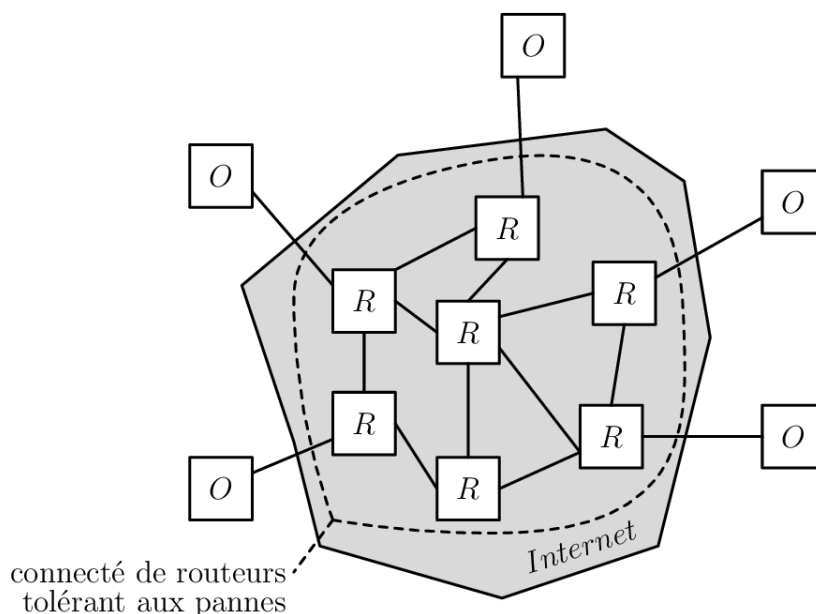 O
O
O
R
R
R
R
R
R
R
O
O
Internet
connecté de routeurs
tolérant aux pannes